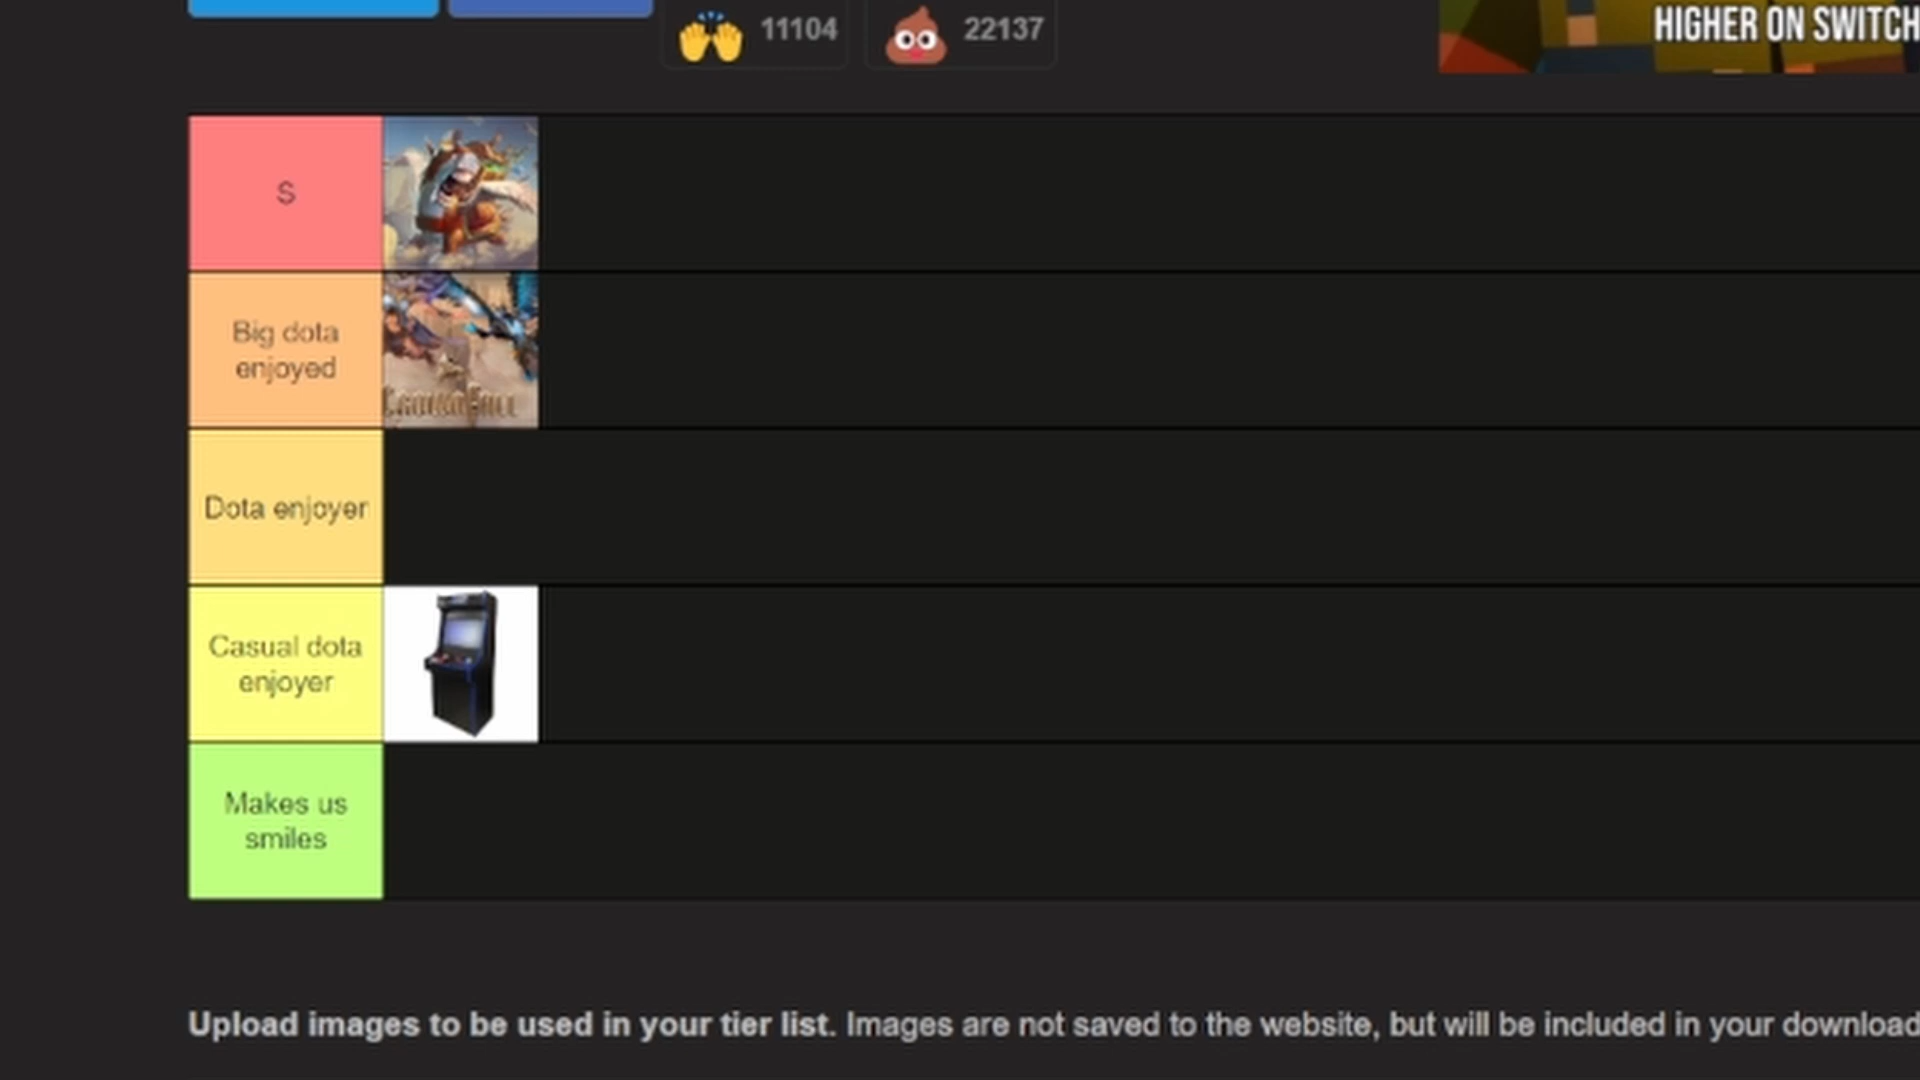 11104
22137
HIGHER ON SWITCH
S
Big dota
enjoyed
CROWNFALL
Dota enjoyer
Casual dota
enjoyer
Makes us
smiles
Upload images to be used in your tier list. Images are not saved to the website, but will be included in your download